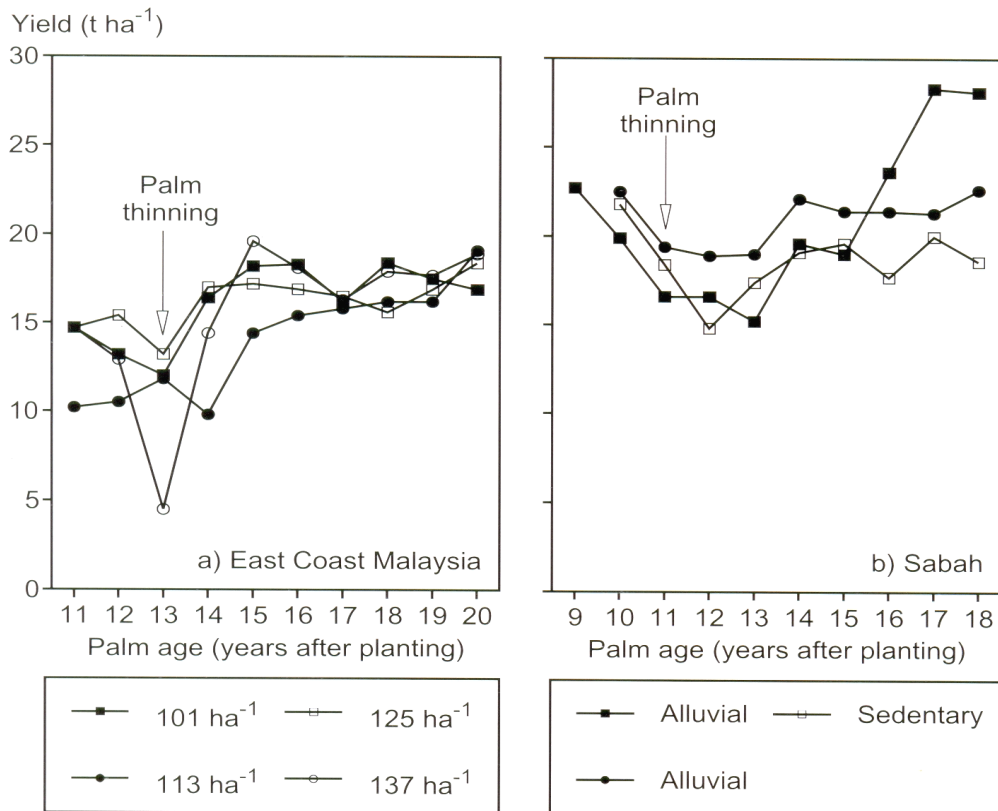 Yield (t ha⁻¹)
30
25
20
15
10
5
0
Palm
thinning
a) East Coast Malaysia
11 12 13 14 15 16 17 18 19 20
Palm age (years after planting)
101 ha⁻¹ 125 ha⁻¹
113 ha⁻¹ 137 ha⁻¹
Palm
thinning
b) Sabah
9 10 11 12 13 14 15 16 17 18
Palm age (years after planting)
Alluvial Sedentary
Alluvial